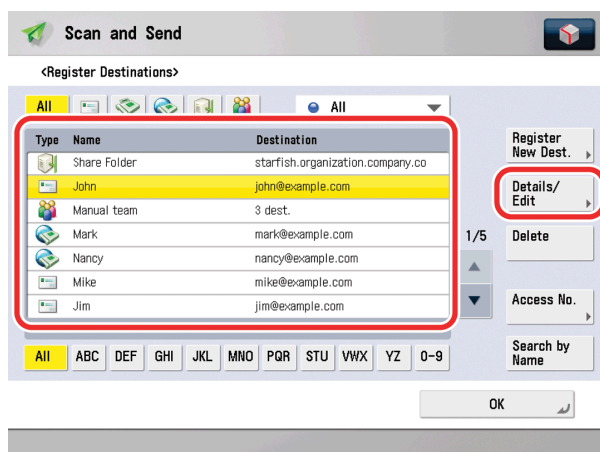 Scan and Send
<Register Destinations>
All
All
Type Name Destination
Share Folder starfish.organization.company.co
John john@example.com
Manual team 3 dest.
Mark mark@example.com
Nancy nancy@example.com
Mike mike@example.com
Jim jim@example.com
1/5
Register
New Dest.
Details/
Edit
Delete
Access No.
Search by
Name
All ABC DEF GHI JKL MNO PQR STU VWX YZ 0-9
OK